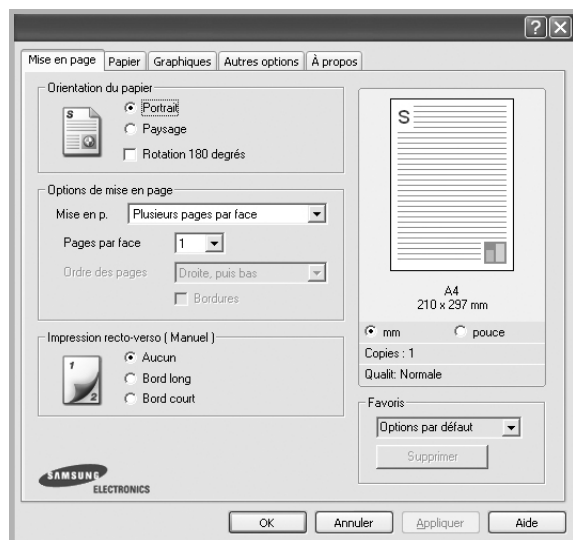 Mise en page Papier Graphiques Autres options À propos
Orientation du papier
Portrait
Paysage
Rotation 180 degrés
Options de mise en page
Mise en p. Plusieurs pages par face
Pages par face 1
Ordre des pages Droite, puis bas
Bordures
Impression recto-verso ( Manuel )
1
2
Aucun
Bord long
Bord court
S
S
A4
210 x 297 mm
mm pouce
Copies : 1
Qualit: Normale
Favoris
Options par défaut
Supprimer
SAMSUNG
ELECTRONICS
OK Annuler Appliquer Aide